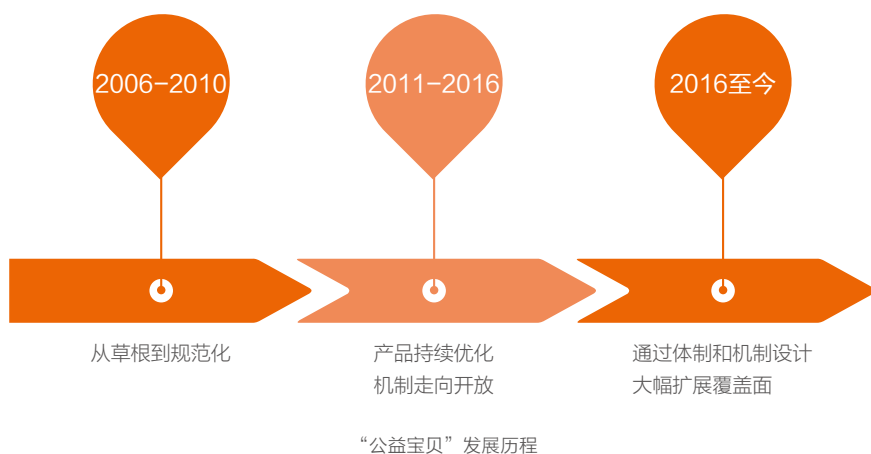 2006-2010
2011-2016
2016至今
从草根到规范化
产品持续优化
机制走向开放
通过体制和机制设计
大幅扩展覆盖面
“公益宝贝”发展历程